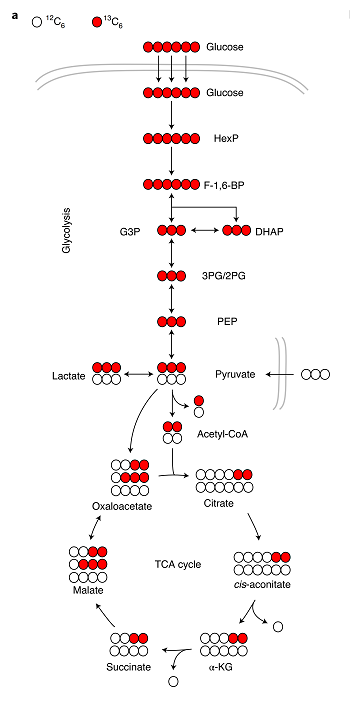 a
¹²C₆
¹³C₆
Glucose
Glucose
HexP
F-1,6-BP
G3P
DHAP
Glycolysis
3PG/2PG
PEP
Lactate
Pyruvate
Acetyl-CoA
Oxaloacetate
Citrate
Malate
TCA cycle
cis-aconitate
Succinate
α-KG